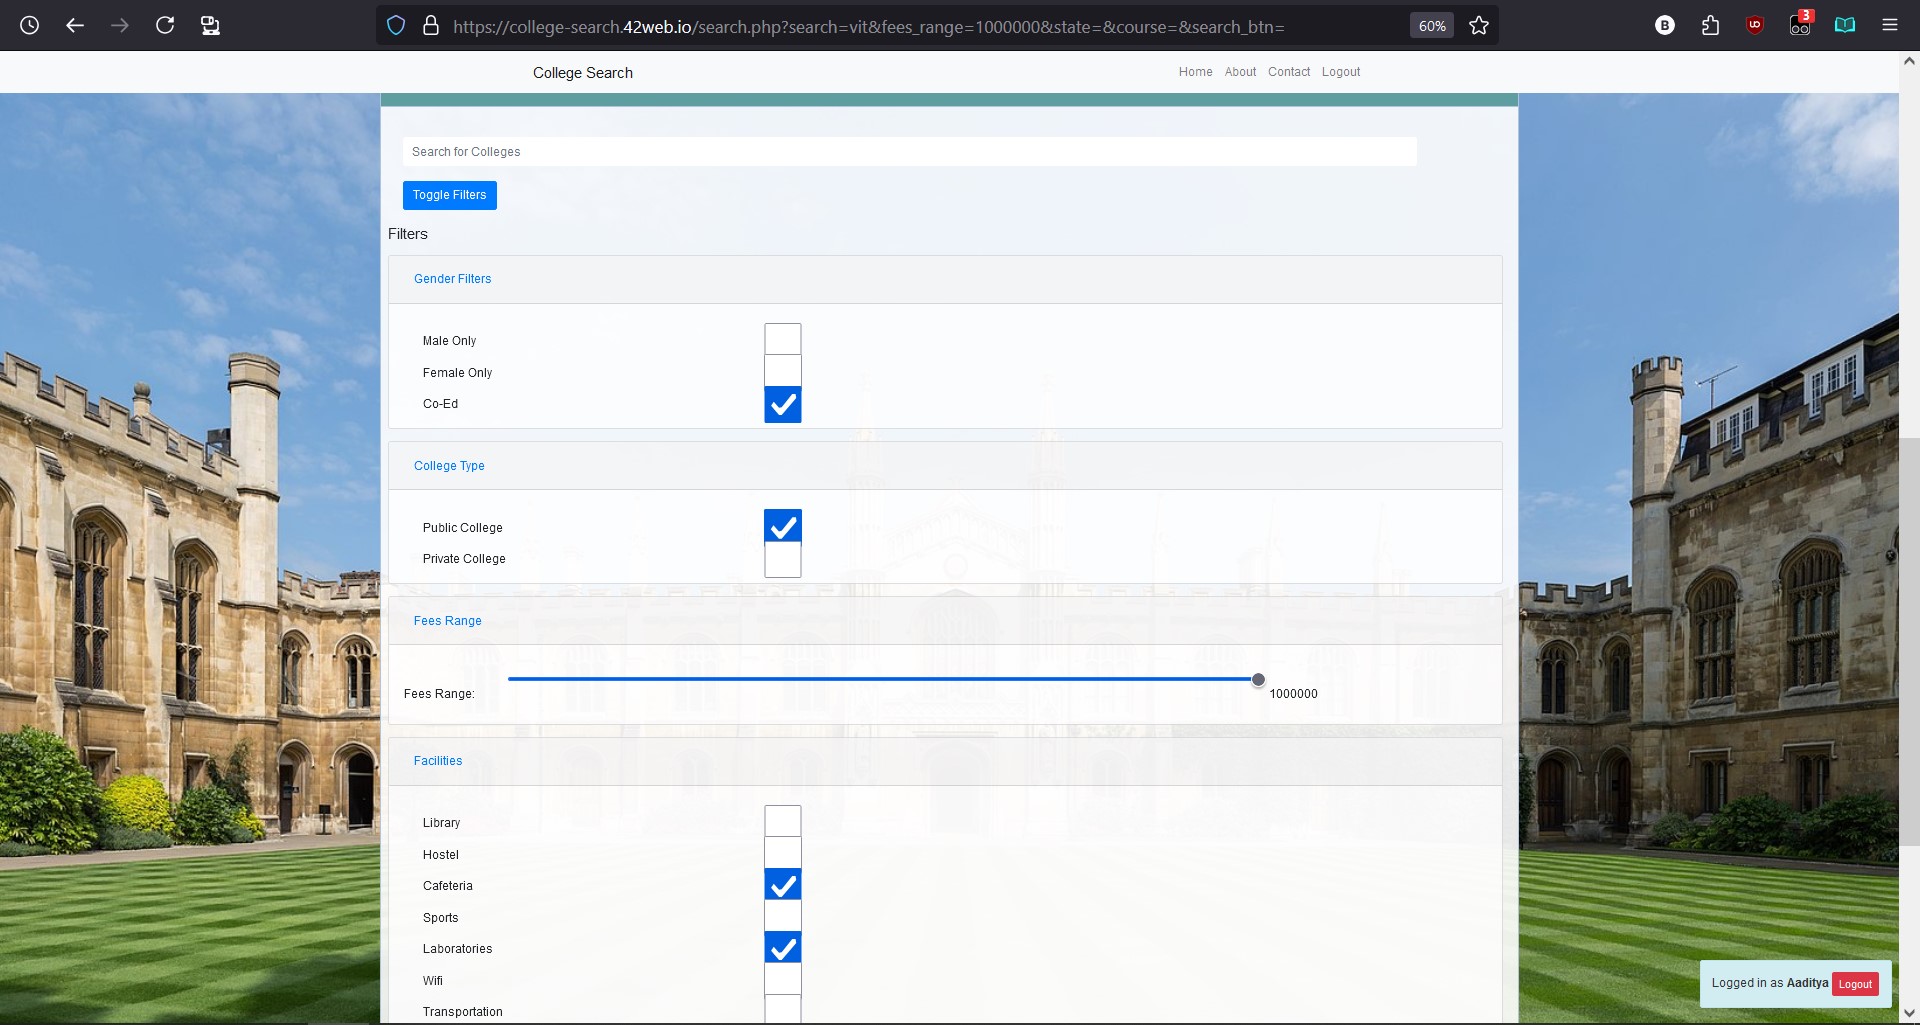 https://college-search.42web.io/search.php?search=vit&fees_range=1000000&state=&course=&search_btn=
60%
B
3
College Search
Home About Contact Logout
Search for Colleges
Toggle Filters
Filters
Gender Filters
Male Only
Female Only
Co-Ed
College Type
Public College
Private College
Fees Range
Fees Range:
1000000
Facilities
Library
Hostel
Cafeteria
Sports
Laboratories
Wifi
Transportation
Logged in as Aaditya Logout